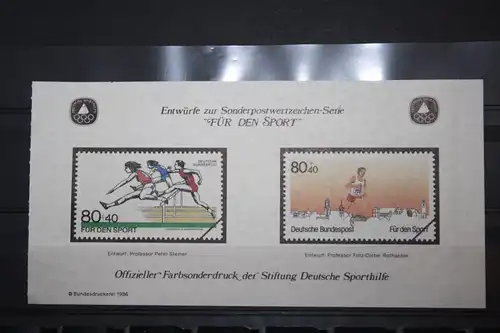 Entwürfe zur Sonderpostwertzeichen-Serie
"FÜR DEN SPORT"
DEUTSCHE
BUNDESPOST
80+40
FÜR DEN SPORT
80+40
Deutsche Bundespost
Für den Sport
Entwurf: Professor Peter Steiner
Entwurf: Professor Fritz-Dieter Rothacker
Offizieller Farbsonderdruck der Stiftung Deutsche Sporthilfe
© Bundesdruckerei 1986